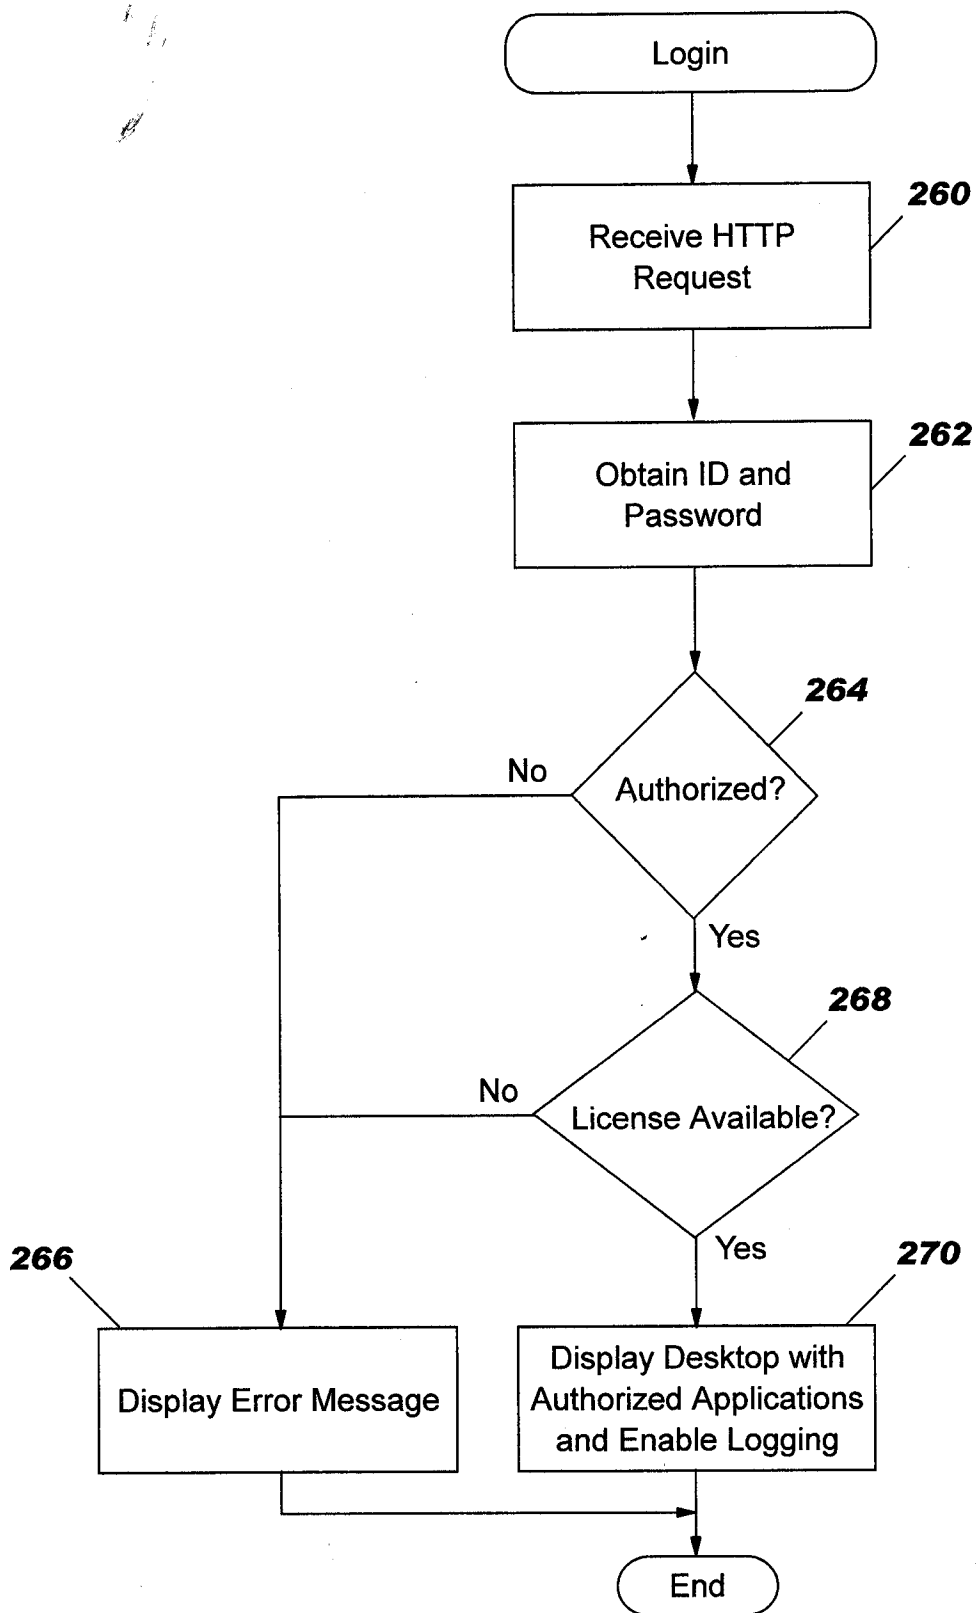 Login
260
Receive HTTP
Request
262
Obtain ID and
Password
264
No
Authorized?
Yes
268
No
License Available?
Yes
266
270
Display Error Message
Display Desktop with
Authorized Applications
and Enable Logging
End